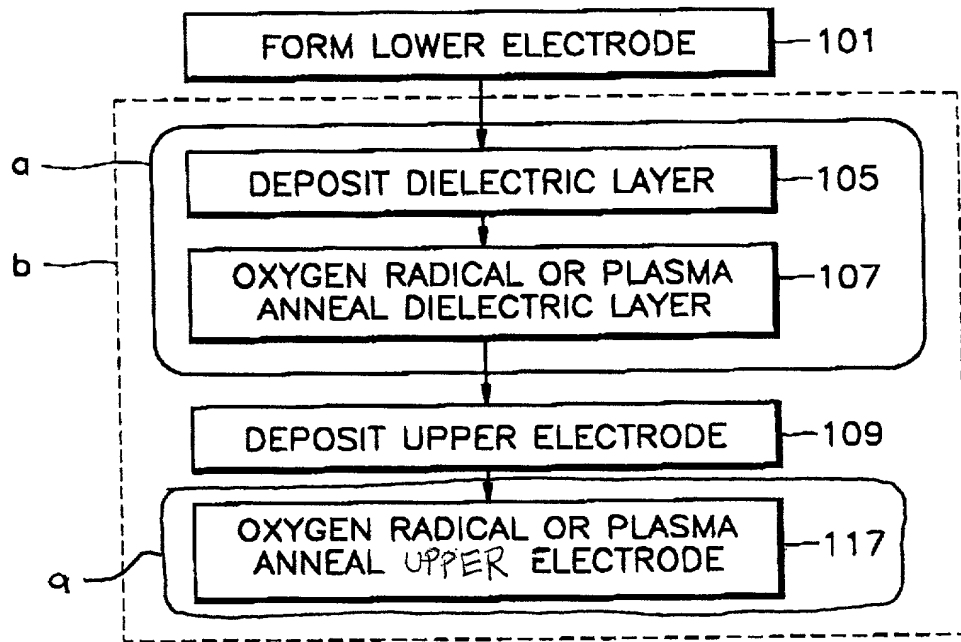 FORM LOWER ELECTRODE 101
a
DEPOSIT DIELECTRIC LAYER 105
b
OXYGEN RADICAL OR PLASMA 107
ANNEAL DIELECTRIC LAYER
DEPOSIT UPPER ELECTRODE 109
OXYGEN RADICAL OR PLASMA 117
ANNEAL UPPER ELECTRODE
a